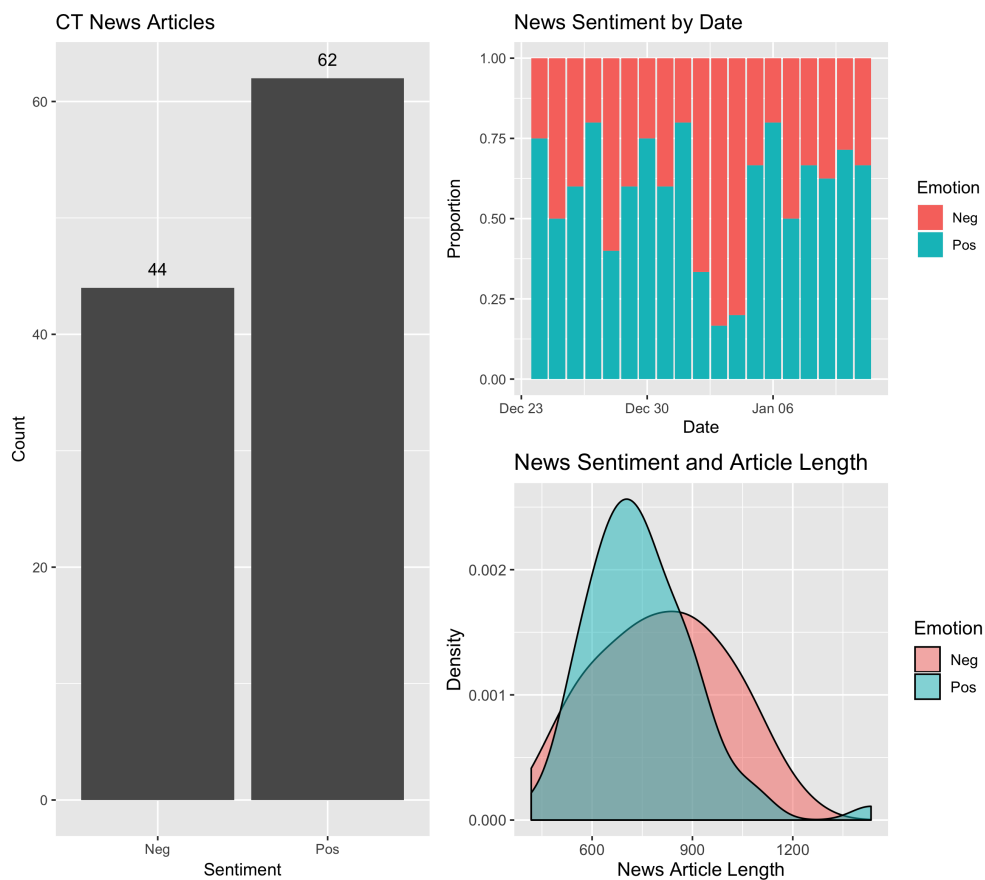 CT News Articles
62
44
60
40
20
0
Count
Neg
Pos
Sentiment
News Sentiment by Date
1.00
0.75
0.50
0.25
0.00
Proportion
Dec 23
Dec 30
Jan 06
Date
Emotion
Neg
Pos
News Sentiment and Article Length
0.002
0.001
0.000
Density
600
900
1200
News Article Length
Emotion
Neg
Pos